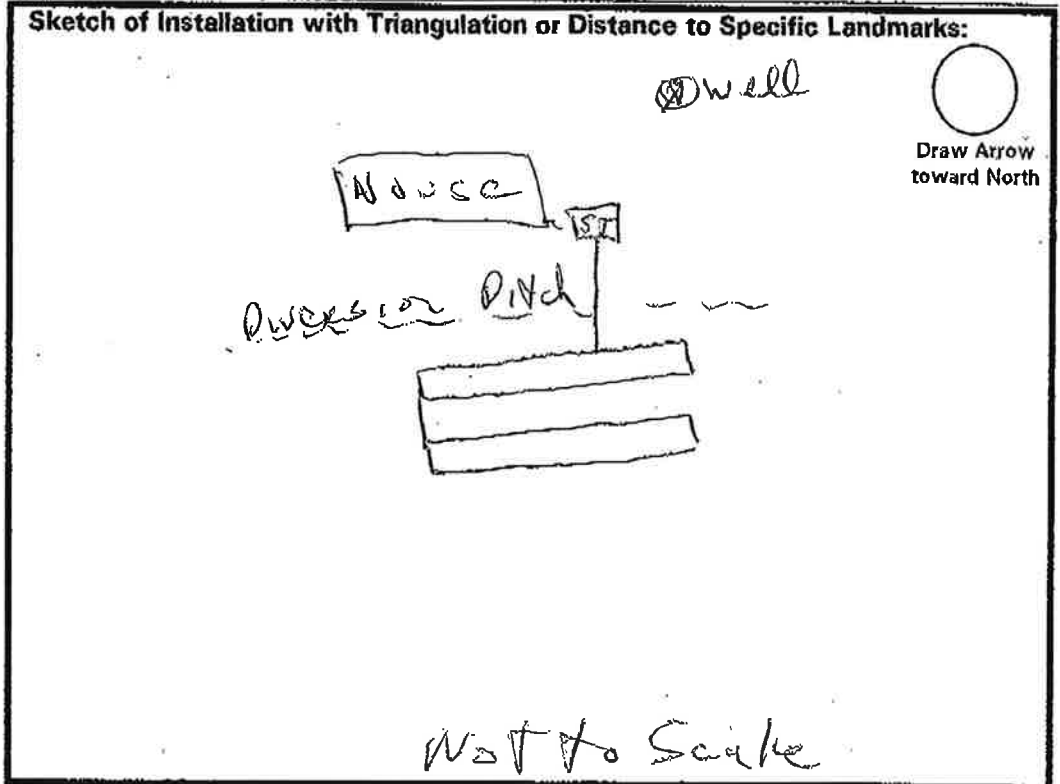 Sketch of Installation with Triangulation or Distance to Specific Landmarks:
Well
Draw Arrow
toward North
House
ST
Diversion Ditch
Not to Scale